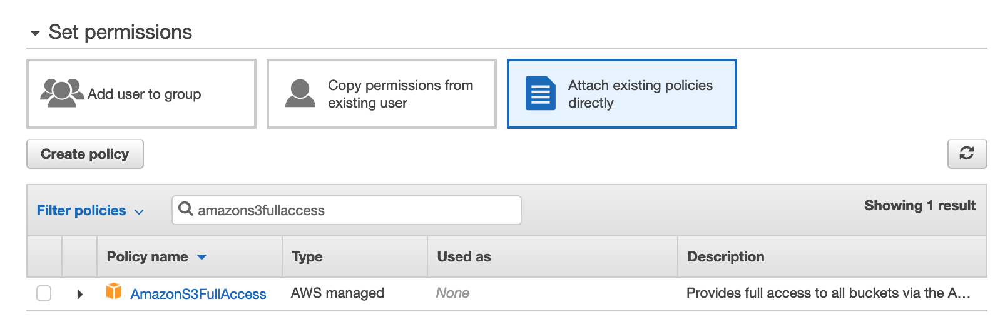 Set permissions
Add user to group
Copy permissions from
existing user
Attach existing policies
directly
Create policy
Filter policies
amazons3fullaccess
Showing 1 result
Policy name
Type
Used as
Description
AmazonS3FullAccess
AWS managed
None
Provides full access to all buckets via the A...